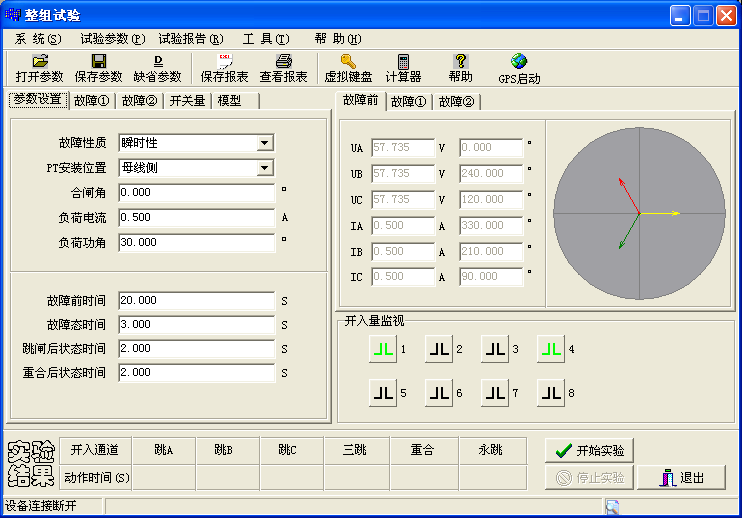 整组试验
系 统(S) 试验参数(P) 试验报告(R) 工 具(T) 帮 助(H)
打开参数 保存参数 D 缺省参数 保存报表 查看报表 虚拟键盘 计算器 ? 帮助 GPS启动
参数设置 故障① 故障② 开关量 模型
故障性质 瞬时性
PT安装位置 母线侧
合闸角 0.000 °
负荷电流 0.500 A
负荷功角 30.000 °
故障前时间 20.000 S
故障态时间 3.000 S
跳闸后状态时间 2.000 S
重合后状态时间 2.000 S
故障前 故障① 故障②
UA 57.735 V 0.000 °
UB 57.735 V 240.000 °
UC 57.735 V 120.000 °
IA 0.500 A 330.000 °
IB 0.500 A 210.000 °
IC 0.500 A 90.000 °
开入量监视
1 2 3 4
5 6 7 8
实验
结果
开入通道 跳A 跳B 跳C 三跳 重合 永跳
动作时间(S)
开始实验
停止实验 退出
设备连接断开